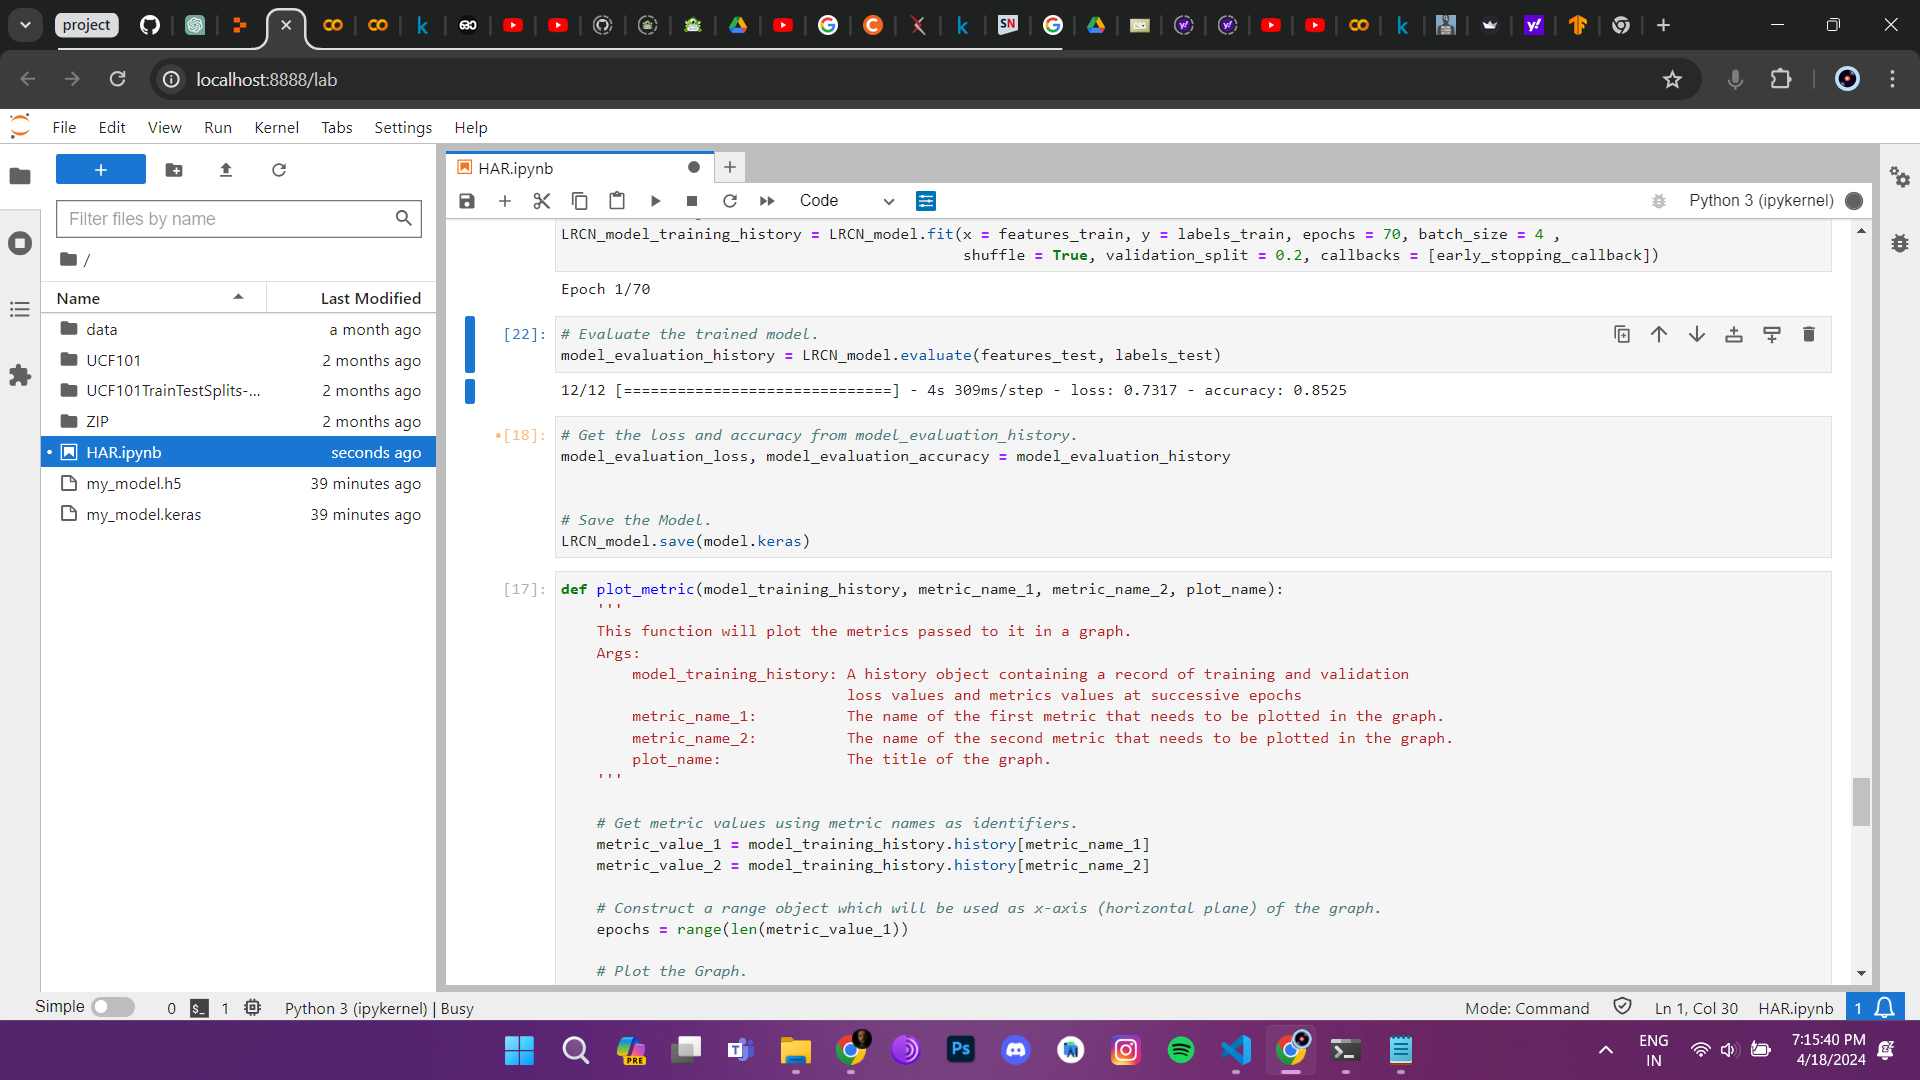 project
SN
localhost:8888/lab
File Edit View Run Kernel Tabs Settings Help
HAR.ipynb
Filter files by name
Code
Python 3 (ipykernel)
/
Name Last Modified
data a month ago
UCF101 2 months ago
UCF101TrainTestSplits-... 2 months ago
ZIP 2 months ago
HAR.ipynb seconds ago
my_model.h5 39 minutes ago
my_model.keras 39 minutes ago
LRCN_model_training_history = LRCN_model.fit(x = features_train, y = labels_train, epochs = 70, batch_size = 4 ,
shuffle = True, validation_split = 0.2, callbacks = [early_stopping_callback])
Epoch 1/70
[22]: # Evaluate the trained model.
model_evaluation_history = LRCN_model.evaluate(features_test, labels_test)
12/12 [==============================] - 4s 309ms/step - loss: 0.7317 - accuracy: 0.8525
•[18]: # Get the loss and accuracy from model_evaluation_history.
model_evaluation_loss, model_evaluation_accuracy = model_evaluation_history
# Save the Model.
LRCN_model.save(model.keras)
[17]: def plot_metric(model_training_history, metric_name_1, metric_name_2, plot_name):
'''
This function will plot the metrics passed to it in a graph.
Args:
model_training_history: A history object containing a record of training and validation
loss values and metrics values at successive epochs
metric_name_1: The name of the first metric that needs to be plotted in the graph.
metric_name_2: The name of the second metric that needs to be plotted in the graph.
plot_name: The title of the graph.
'''
# Get metric values using metric names as identifiers.
metric_value_1 = model_training_history.history[metric_name_1]
metric_value_2 = model_training_history.history[metric_name_2]
# Construct a range object which will be used as x-axis (horizontal plane) of the graph.
epochs = range(len(metric_value_1))
# Plot the Graph.
Simple 0 $_ 1 Python 3 (ipykernel) | Busy Mode: Command Ln 1, Col 30 HAR.ipynb 1
PRE
Ps
ENG
IN
7:15:40 PM
4/18/2024